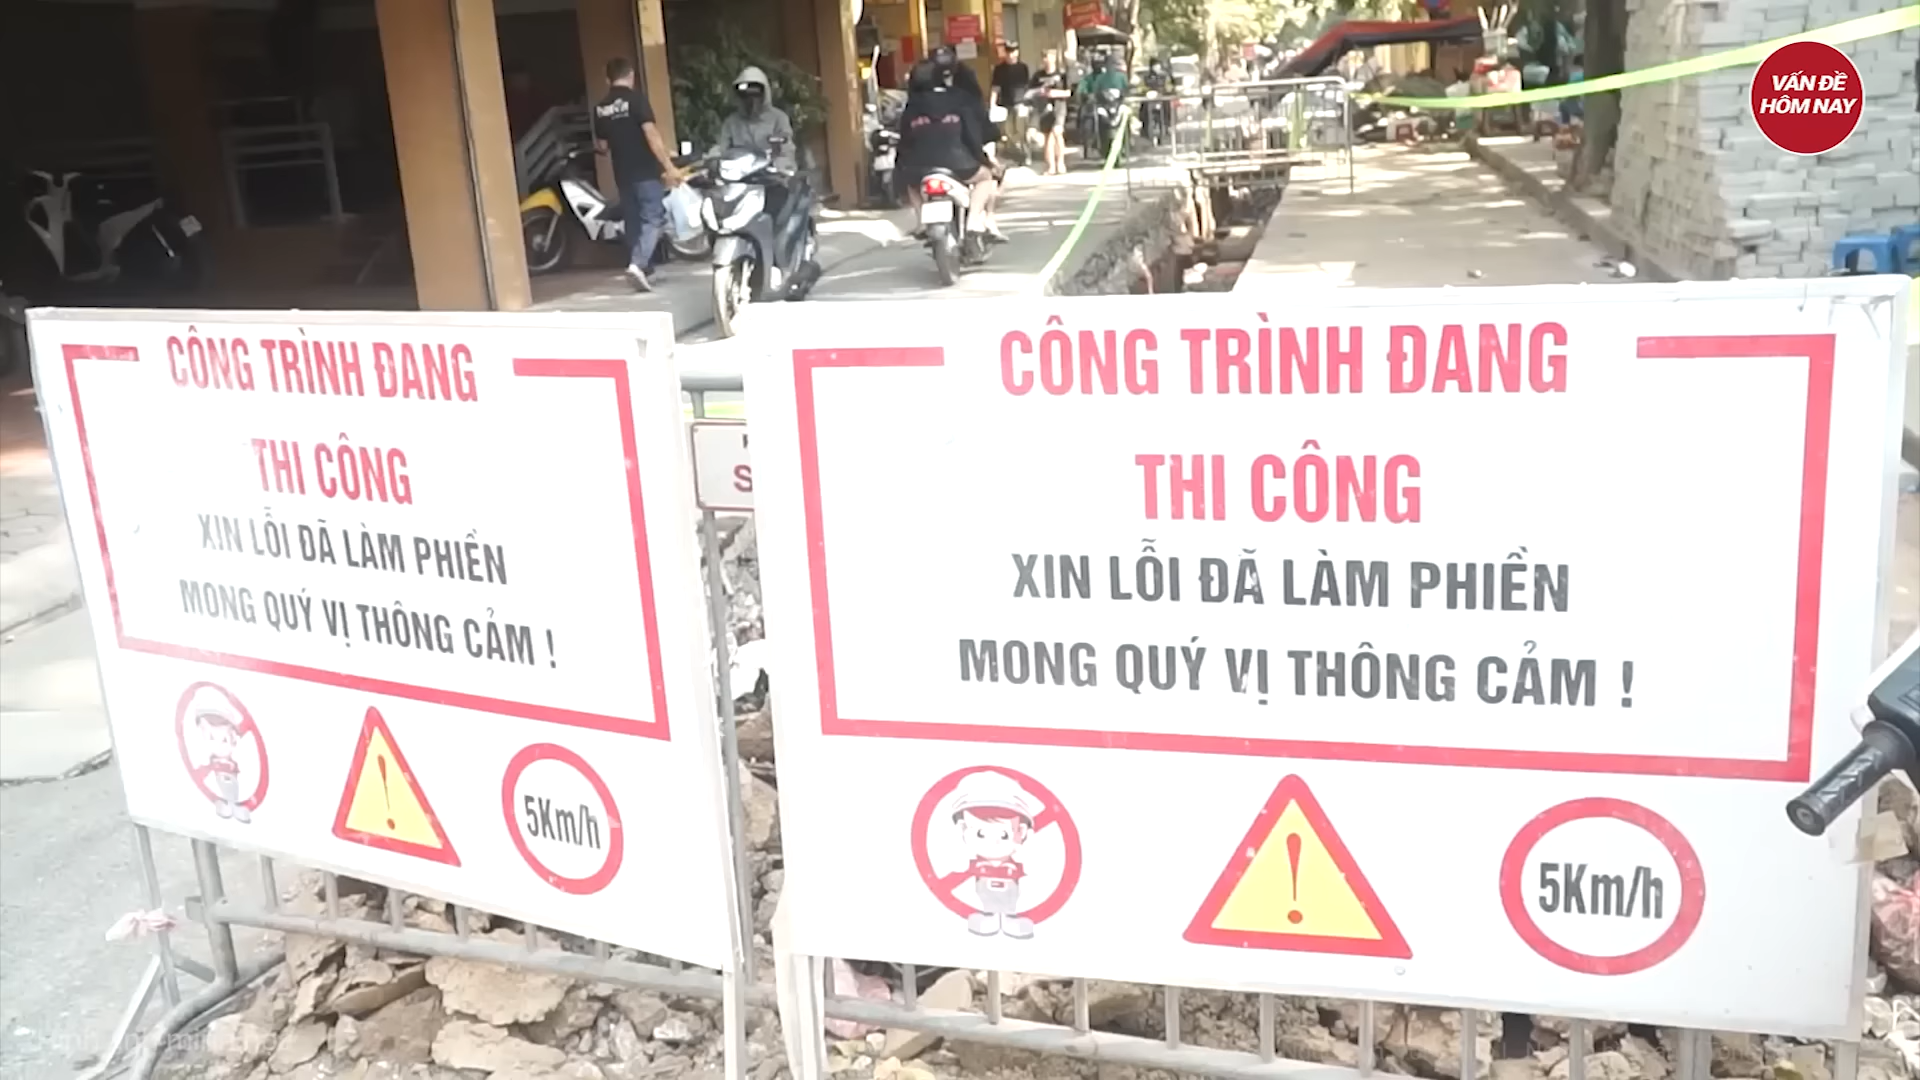 VẤN ĐỀ
HÔM NAY
CÔNG TRÌNH ĐANG
THI CÔNG
XIN LỖI ĐÃ LÀM PHIỀN
MONG QUÝ VỊ THÔNG CẢM !
5Km/h
CÔNG TRÌNH ĐANG
THI CÔNG
XIN LỖI ĐÃ LÀM PHIỀN
MONG QUÝ VỊ THÔNG CẢM !
5Km/h